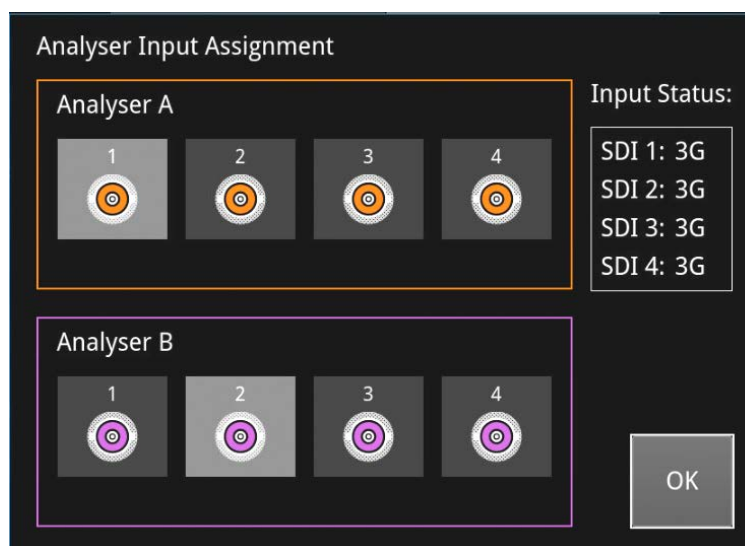 Analyser Input Assignment
Analyser A
1 2 3 4
Input Status:
SDI 1: 3G
SDI 2: 3G
SDI 3: 3G
SDI 4: 3G
Analyser B
1 2 3 4
OK